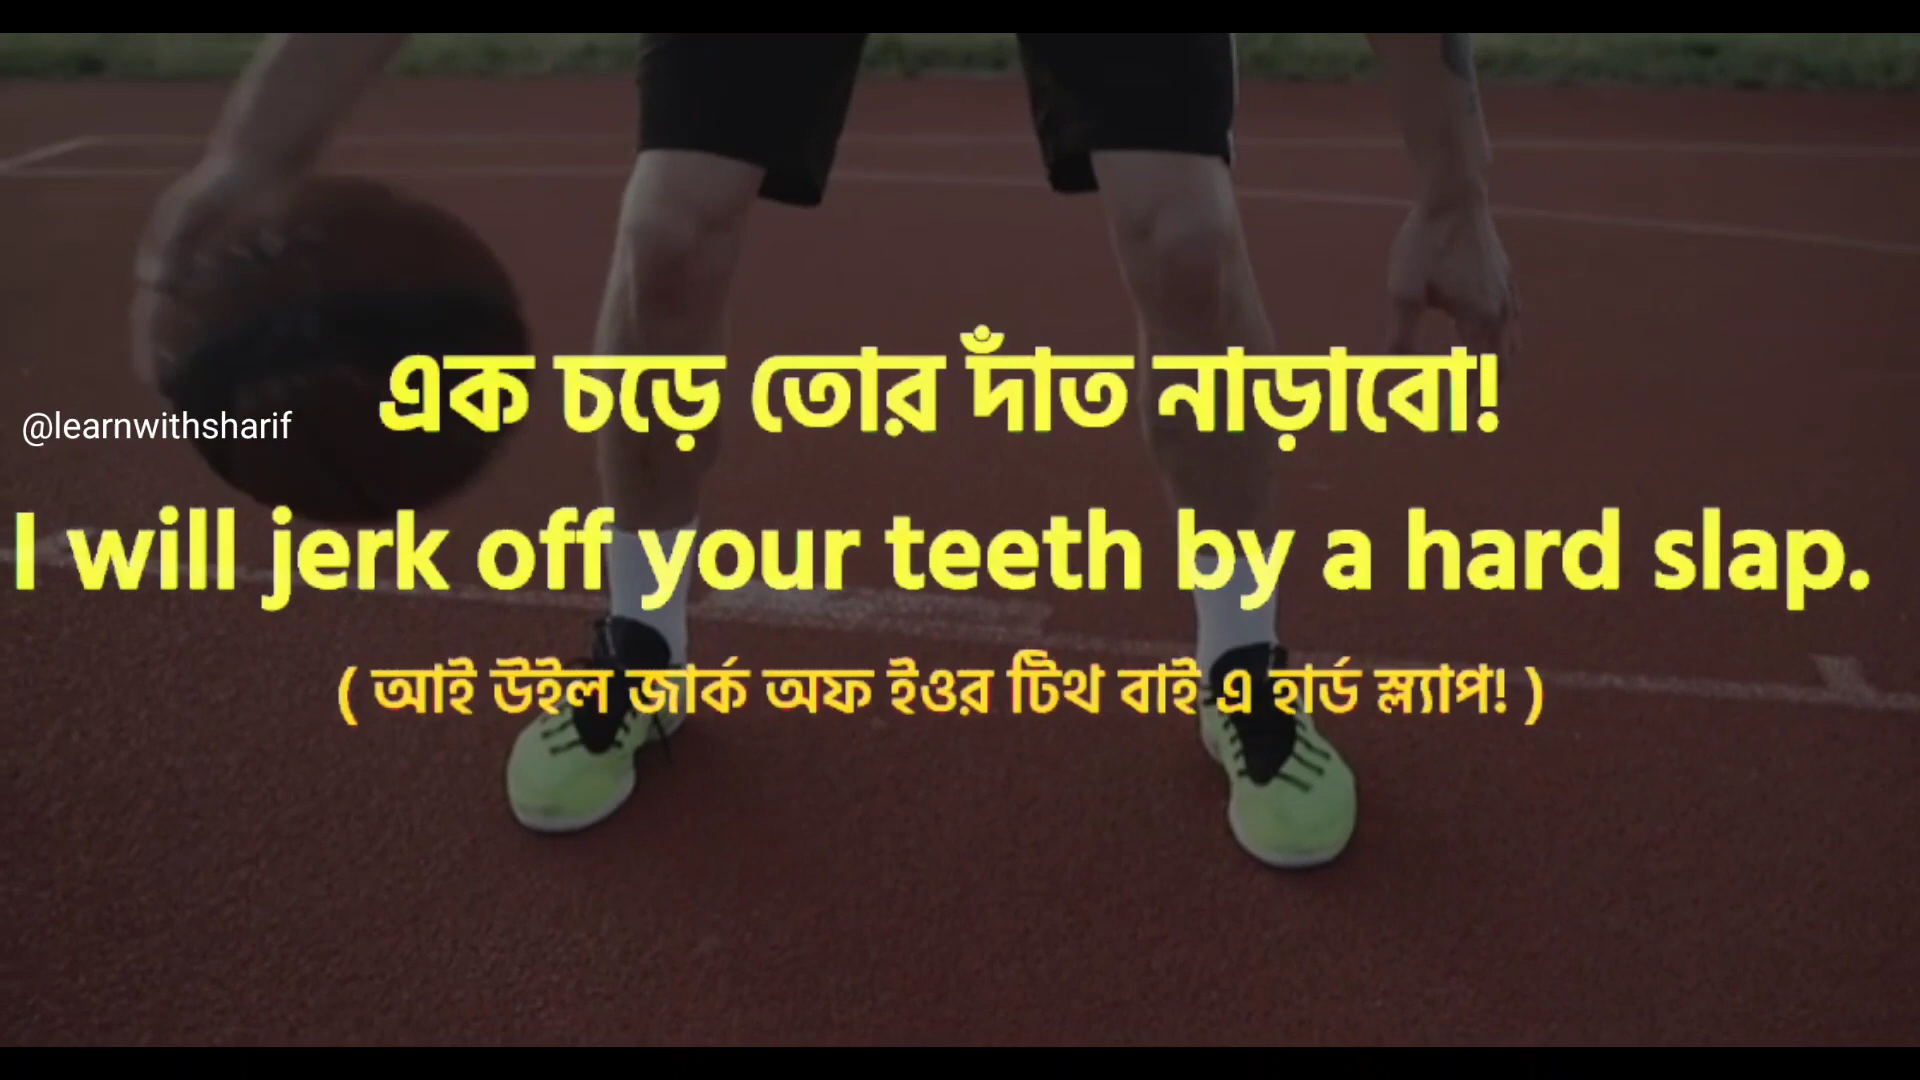 এক চড়ে তোর দাঁত নাড়াবো!
@learnwithsharif
I will jerk off your teeth by a hard slap.
( আই উইল জার্ক অফ ইওর টিথ বাই এ হার্ড স্ল্যাপ! )